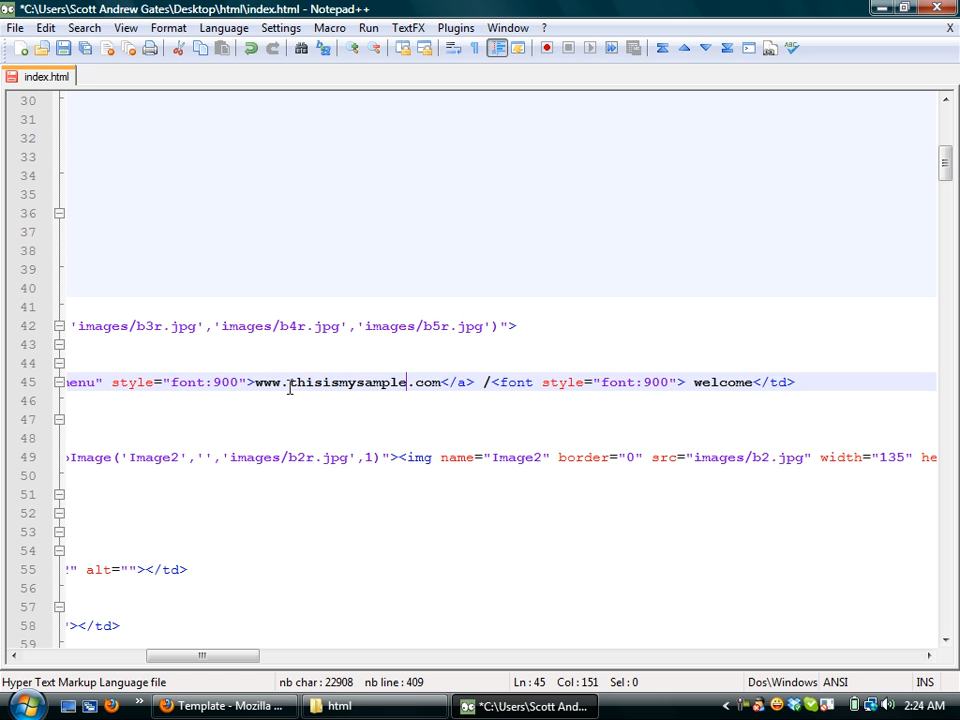 *C:\Users\Scott Andrew Gates\Desktop\html\index.html - Notepad++
File Edit Search View Format Language Settings Macro Run TextFX Plugins Window ? X
index.html
30
31
32
33
34
35
36
37
38
39
40
41
42 'images/b3r.jpg','images/b4r.jpg','images/b5r.jpg')">
43
44
45 menu" style="font:900">www.thisismysample.com</a> /<font style="font:900"> welcome</td>
46
47
48
49 pImage('Image2','','images/b2r.jpg',1)"><img name="Image2" border="0" src="images/b2.jpg" width="135" he
50
51
52
53
54
55 2" alt=""></td>
56
57
58 "></td>
59
Hyper Text Markup Language file nb char : 22908 nb line : 409 Ln : 45 Col : 151 Sel : 0 Dos\Windows ANSI INS
Template - Mozilla ... html *C:\Users\Scott And... 2:24 AM